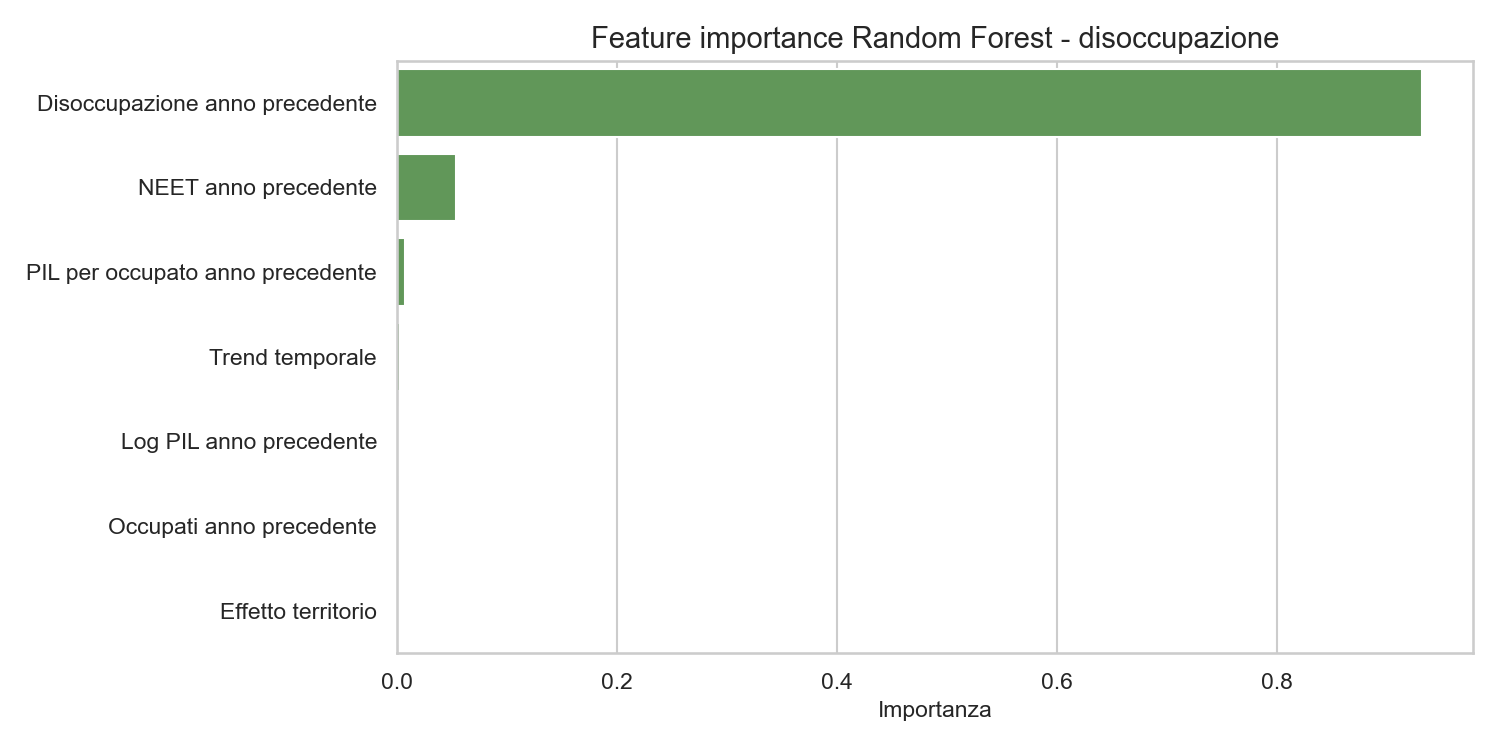 Feature importance Random Forest - disoccupazione
Disoccupazione anno precedente
NEET anno precedente
PIL per occupato anno precedente
Trend temporale
Log PIL anno precedente
Occupati anno precedente
Effetto territorio
0.0 0.2 0.4 0.6 0.8
Importanza